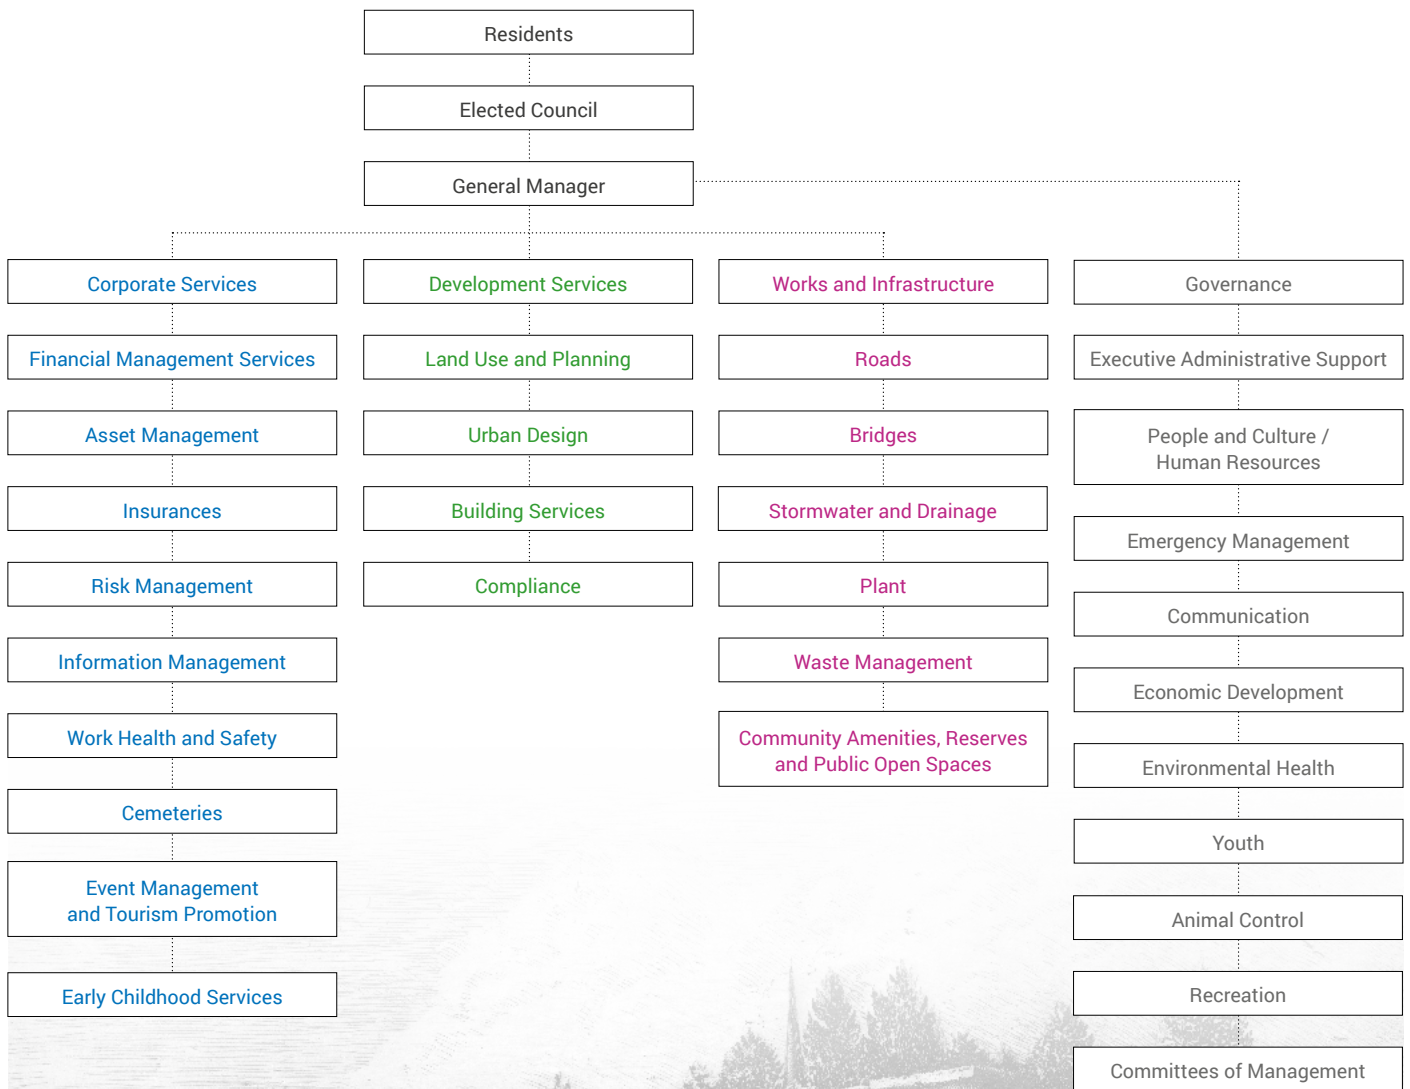 Residents
Elected Council
General Manager
Corporate Services
Financial Management Services
Asset Management
Insurances
Risk Management
Information Management
Work Health and Safety
Cemeteries
Event Management
and Tourism Promotion
Early Childhood Services
Development Services
Land Use and Planning
Urban Design
Building Services
Compliance
Works and Infrastructure
Roads
Bridges
Stormwater and Drainage
Plant
Waste Management
Community Amenities, Reserves
and Public Open Spaces
Governance
Executive Administrative Support
People and Culture /
Human Resources
Emergency Management
Communication
Economic Development
Environmental Health
Youth
Animal Control
Recreation
Committees of Management